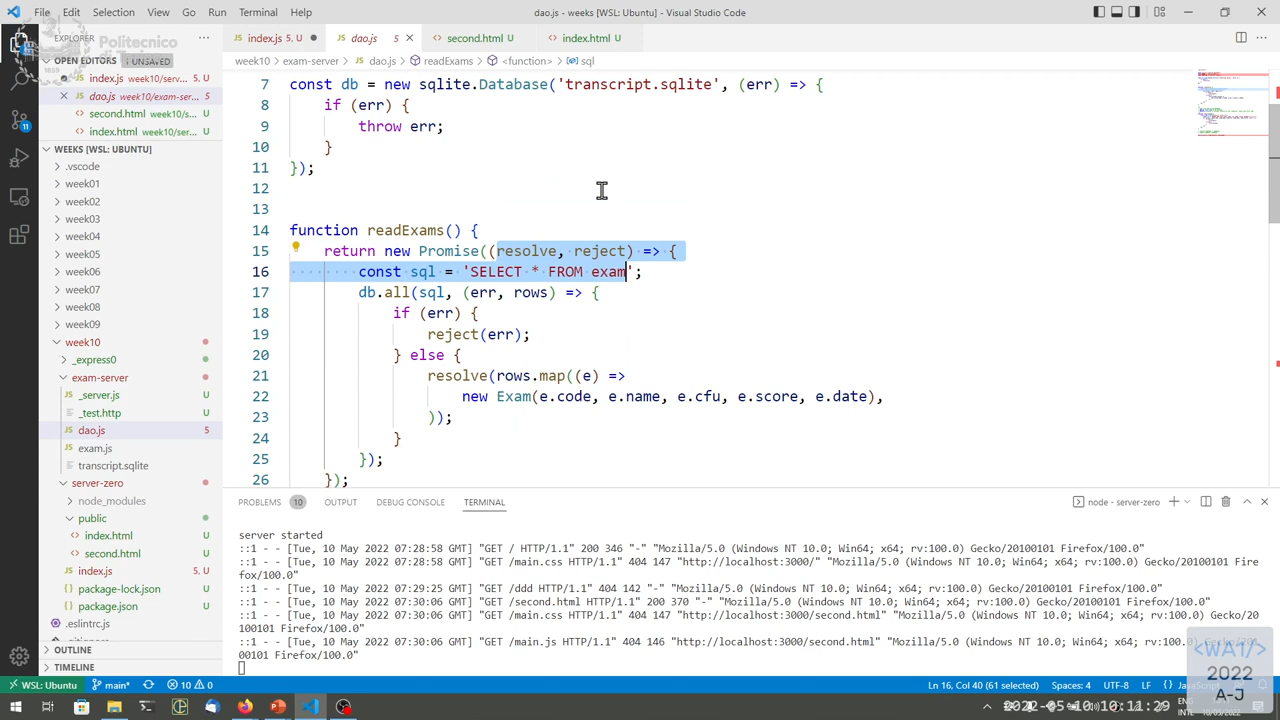 File Edit Selection View Go Run Terminal Help
dao.js - weeks [WSL: Ubuntu] - Visual Studio Code
EXPLORER
Politecnico
di Torino
OPEN EDITORS 1 UNSAVED
index.js week10/serv... 5, U
dao.js week10/exam-ser...
second.html week10/...
index.html week10/ser...
WEEKS [WSL: UBUNTU]
.vscode
week01
week02
week03
week04
week05
week06
week07
week08
week09
week10
_express0
exam-server
_server.js U
_test.http U
dao.js 5
exam.js U
transcript.sqlite U
server-zero
node_modules
public
index.html U
second.html U
index.js 5, U
package-lock.json U
package.json U
.eslintrc.js U
OUTLINE
TIMELINE
index.js 5, U
dao.js 5
second.html U
index.html U
week10 > exam-server > dao.js > readExams > <function> > sql
7 const db = new sqlite.Database('transcript.sqlite', (err) => {
8 if (err) {
9 throw err;
10 }
11 });
12
13
14 function readExams() {
15 return new Promise((resolve, reject) => {
16 const sql = 'SELECT * FROM exam';
17 db.all(sql, (err, rows) => {
18 if (err) {
19 reject(err);
20 } else {
21 resolve(rows.map((e) =>
22 new Exam(e.code, e.name, e.cfu, e.score, e.date),
23 ));
24 }
25 });
26 });
PROBLEMS 10 OUTPUT DEBUG CONSOLE TERMINAL
node - server-zero
server started
::1 - - [Tue, 10 May 2022 07:28:58 GMT] "GET / HTTP/1.1" 200 346 "-" "Mozilla/5.0 (Windows NT 10.0; Win64; x64; rv:100.0) Gecko/20100101 Firefox/100.0"
::1 - - [Tue, 10 May 2022 07:28:58 GMT] "GET /main.css HTTP/1.1" 404 147 "http://localhost:3000/" "Mozilla/5.0 (Windows NT 10.0; Win64; x64; rv:100.0) Gecko/20100101 Fire
fox/100.0"
::1 - - [Tue, 10 May 2022 07:29:25 GMT] "GET /ddd HTTP/1.1" 404 142 "-" "Mozilla/5.0 (Windows NT 10.0; Win64; x64; rv:100.0) Gecko/20100101 Firefox/100.0"
::1 - - [Tue, 10 May 2022 07:30:06 GMT] "GET /second.html HTTP/1.1" 200 370 "-" "Mozilla/5.0 (Windows NT 10.0; Win64; x64; rv:100.0) Gecko/20100101 Firefox/100.0"
::1 - - [Tue, 10 May 2022 07:30:06 GMT] "GET /main.css HTTP/1.1" 404 147 "http://localhost:3000/second.html" "Mozilla/5.0 (Windows NT 10.0; Win64; x64; rv:100.0) Gecko/20
100101 Firefox/100.0"
::1 - - [Tue, 10 May 2022 07:30:06 GMT] "GET /main.js HTTP/1.1" 404 146 "http://localhost:3000/second.html" "Mozilla/5.0 (Windows NT 10.0; Win64; x64; rv:100.0) Gecko/201
00101 Firefox/100.0"
<WA1/>
2022
A-J
WSL: Ubuntu main* 10 0
Ln 16, Col 40 (61 selected) Spaces: 4 UTF-8 LF JavaScript
2022-05-10 10:11:29
ENG
INTL